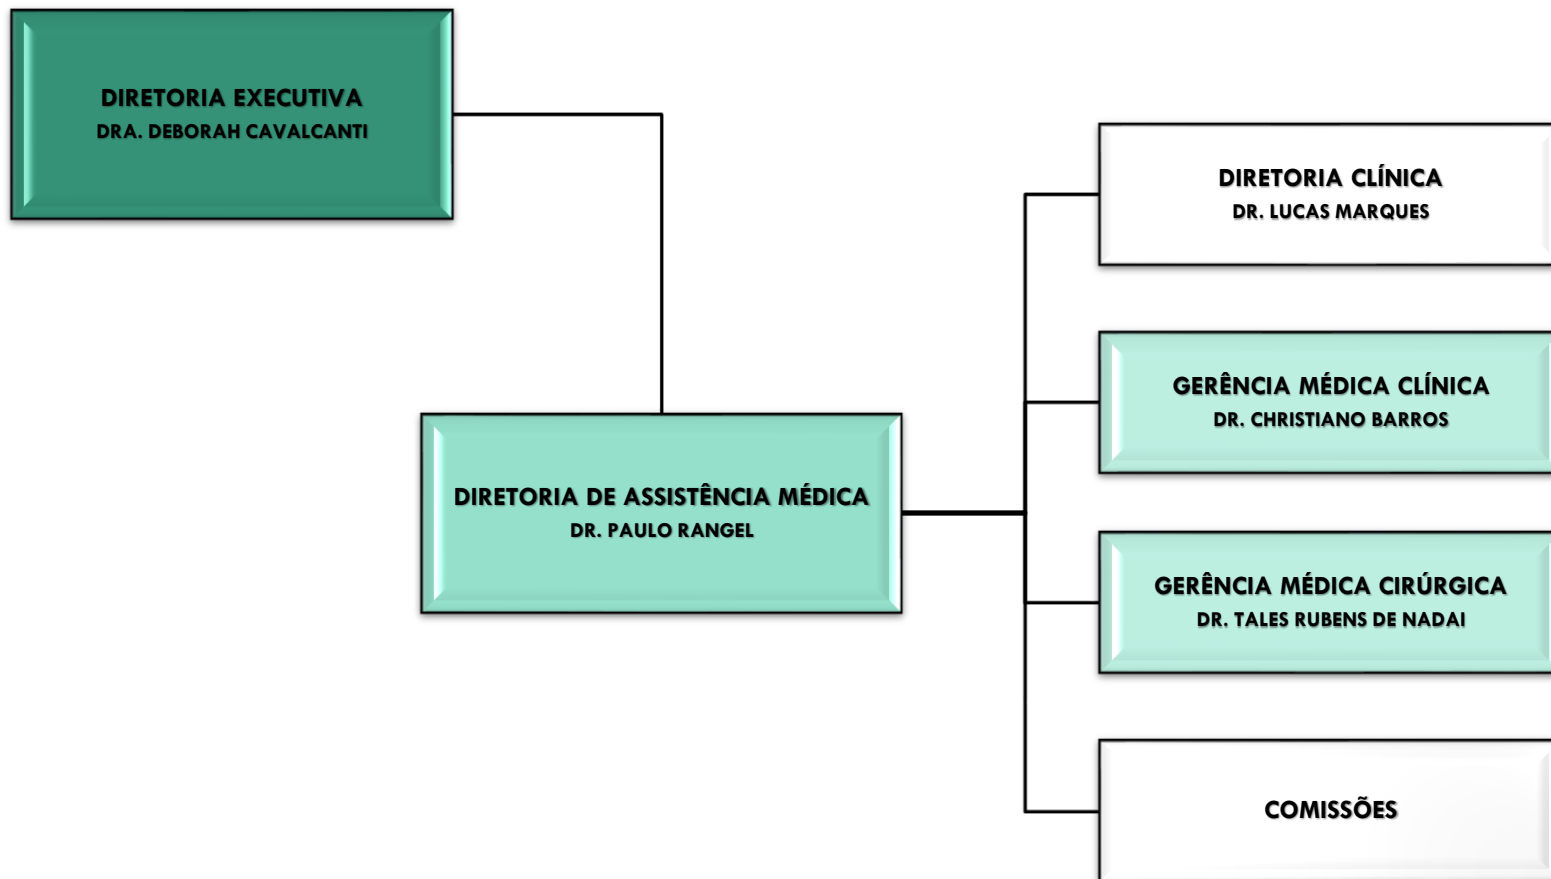 DIRETORIA EXECUTIVA
DRA. DEBORAH CAVALCANTI
DIRETORIA CLÍNICA
DR. LUCAS MARQUES
GERÊNCIA MÉDICA CLÍNICA
DR. CHRISTIANO BARROS
DIRETORIA DE ASSISTÊNCIA MÉDICA
DR. PAULO RANGEL
GERÊNCIA MÉDICA CIRÚRGICA
DR. TALES RUBENS DE NADAI
COMISSÕES